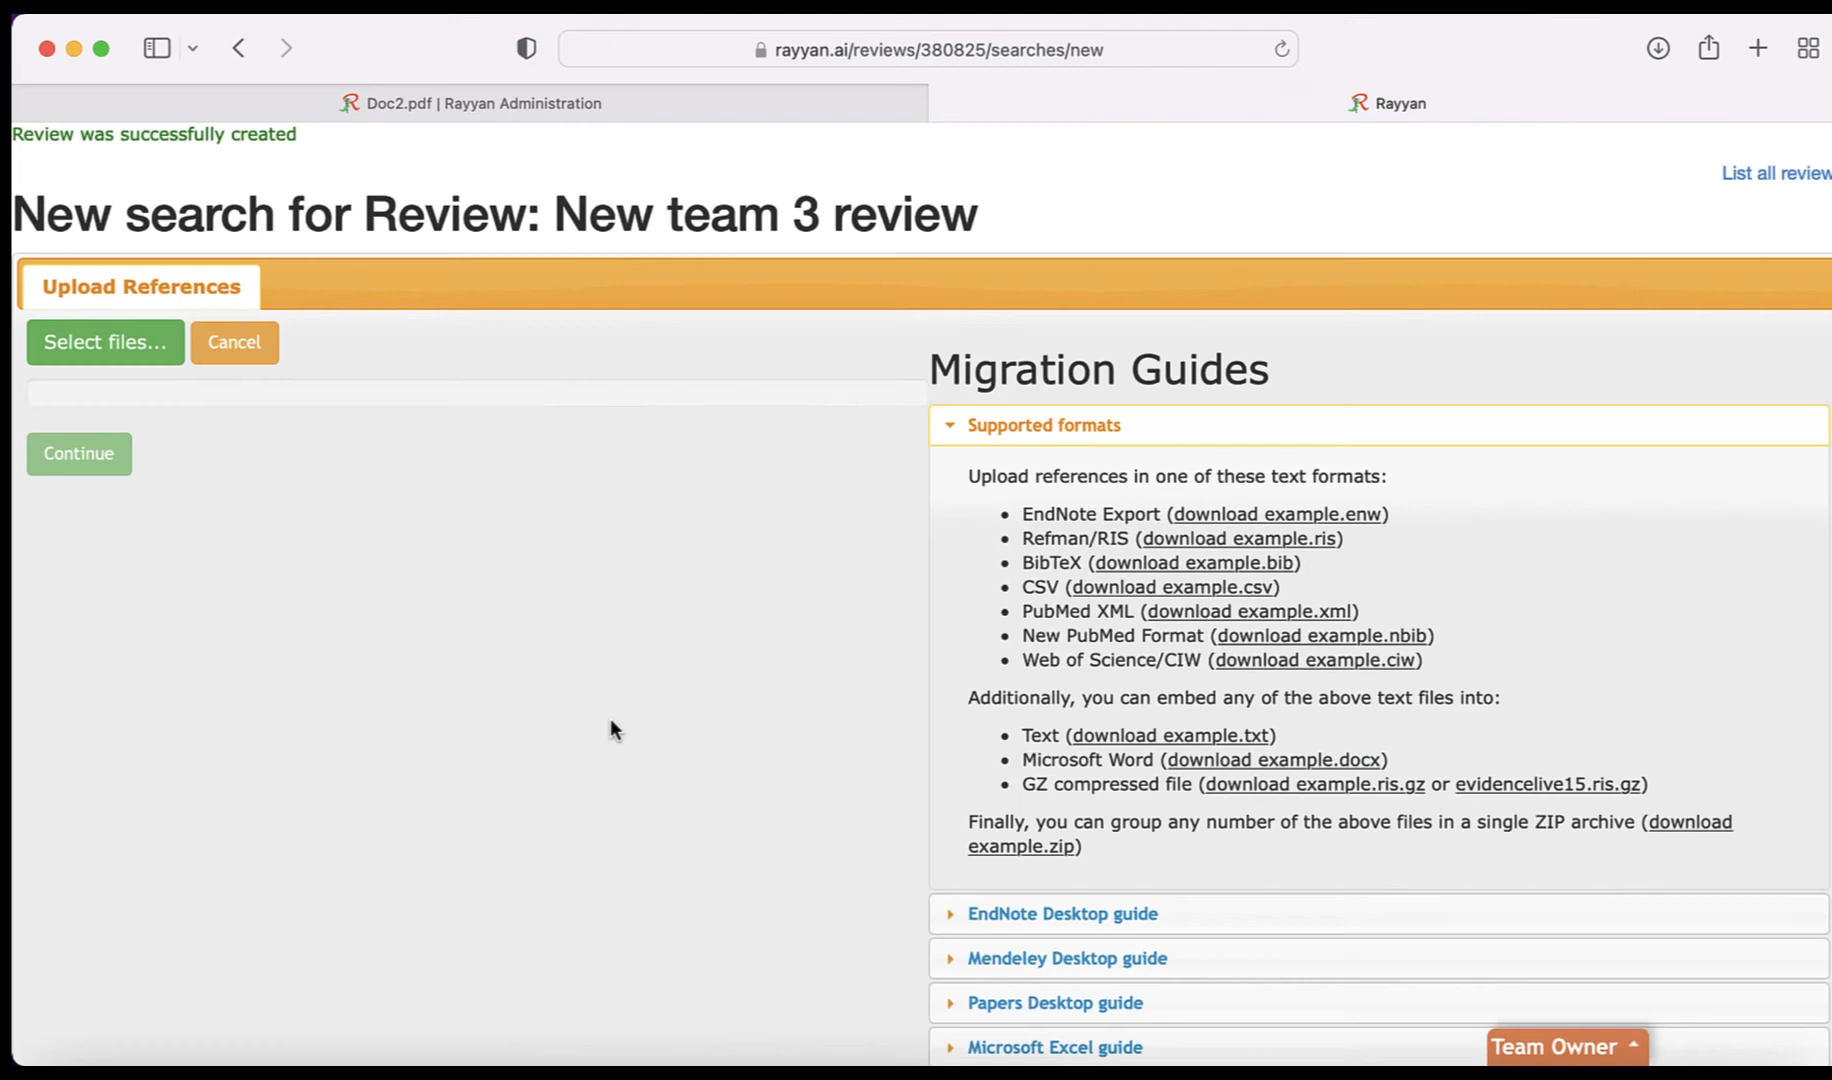 rayyan.ai/reviews/380825/searches/new
Doc2.pdf | Rayyan Administration
Rayyan
Review was successfully created
List all review
New search for Review: New team 3 review
Upload References
Select files...
Cancel
Continue
Migration Guides
Supported formats
Upload references in one of these text formats:
• EndNote Export (download example.enw)
• Refman/RIS (download example.ris)
• BibTeX (download example.bib)
• CSV (download example.csv)
• PubMed XML (download example.xml)
• New PubMed Format (download example.nbib)
• Web of Science/CIW (download example.ciw)
Additionally, you can embed any of the above text files into:
• Text (download example.txt)
• Microsoft Word (download example.docx)
• GZ compressed file (download example.ris.gz or evidencelive15.ris.gz)
Finally, you can group any number of the above files in a single ZIP archive (download
example.zip)
EndNote Desktop guide
Mendeley Desktop guide
Papers Desktop guide
Microsoft Excel guide
Team Owner